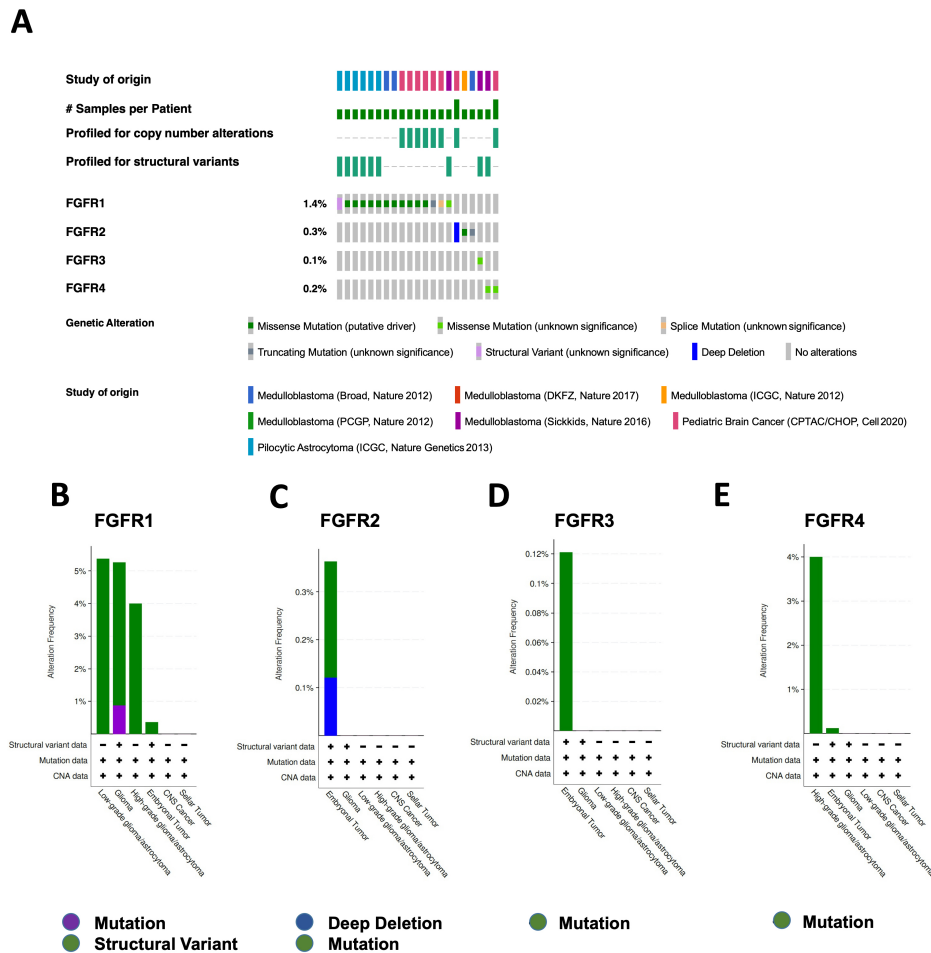 A
Study of origin
# Samples per Patient
Profiled for copy number alterations
Profiled for structural variants
FGFR1 1.4%
FGFR2 0.3%
FGFR3 0.1%
FGFR4 0.2%
Genetic Alteration
Missense Mutation (putative driver) Missense Mutation (unknown significance) Splice Mutation (unknown significance)
Truncating Mutation (unknown significance) Structural Variant (unknown significance) Deep Deletion No alterations
Study of origin
Medulloblastoma (Broad, Nature 2012) Medulloblastoma (DKFZ, Nature 2017) Medulloblastoma (ICGC, Nature 2012)
Medulloblastoma (PCGP, Nature 2012) Medulloblastoma (Sickkids, Nature 2016) Pediatric Brain Cancer (CPTAC/CHOP, Cell 2020)
Pilocytic Astrocytoma (ICGC, Nature Genetics 2013)
B
FGFR1
Alteration Frequency
5%
4%
3%
2%
1%
Structural variant data - + - + - -
Mutation data + + + + + +
CNA data + + + + + +
Low-grade glioma/astrocytoma
Glioma
High-grade glioma/astrocytoma
Embryonal Tumor
CNS Cancer
Sellar Tumor
Mutation
Structural Variant
C
FGFR2
Alteration Frequency
0.3%
0.2%
0.1%
Structural variant data + + - - - -
Mutation data + + + + + +
CNA data + + + + + +
Embryonal Tumor
Glioma
Low-grade glioma/astrocytoma
High-grade glioma/astrocytoma
CNS Cancer
Sellar Tumor
Deep Deletion
Mutation
D
FGFR3
Alteration Frequency
0.12%
0.1%
0.08%
0.06%
0.04%
0.02%
Structural variant data + + - - - -
Mutation data + + + + + +
CNA data + + + + + +
Embryonal Tumor
Glioma
Low-grade glioma/astrocytoma
High-grade glioma/astrocytoma
CNS Cancer
Sellar Tumor
Mutation
E
FGFR4
Alteration Frequency
4%
3%
2%
1%
Structural variant data - + + - - -
Mutation data + + + + + +
CNA data + + + + + +
High-grade glioma/astrocytoma
Embryonal Tumor
Glioma
Low-grade glioma/astrocytoma
CNS Cancer
Sellar Tumor
Mutation